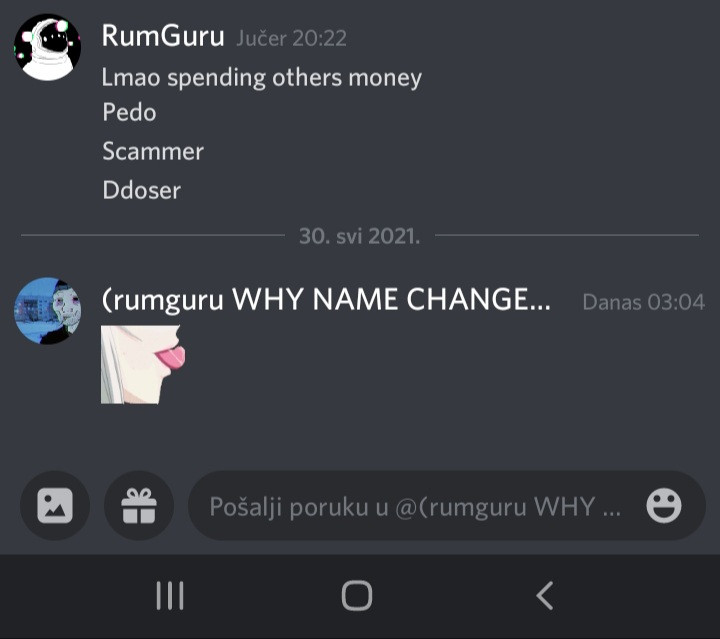 RumGuru Jučer 20:22
Lmao spending others money
Pedo
Scammer
Ddoser
30. svi 2021.
(rumguru WHY NAME CHANGE... Danas 03:04
Pošalji poruku u @(rumguru WHY ...